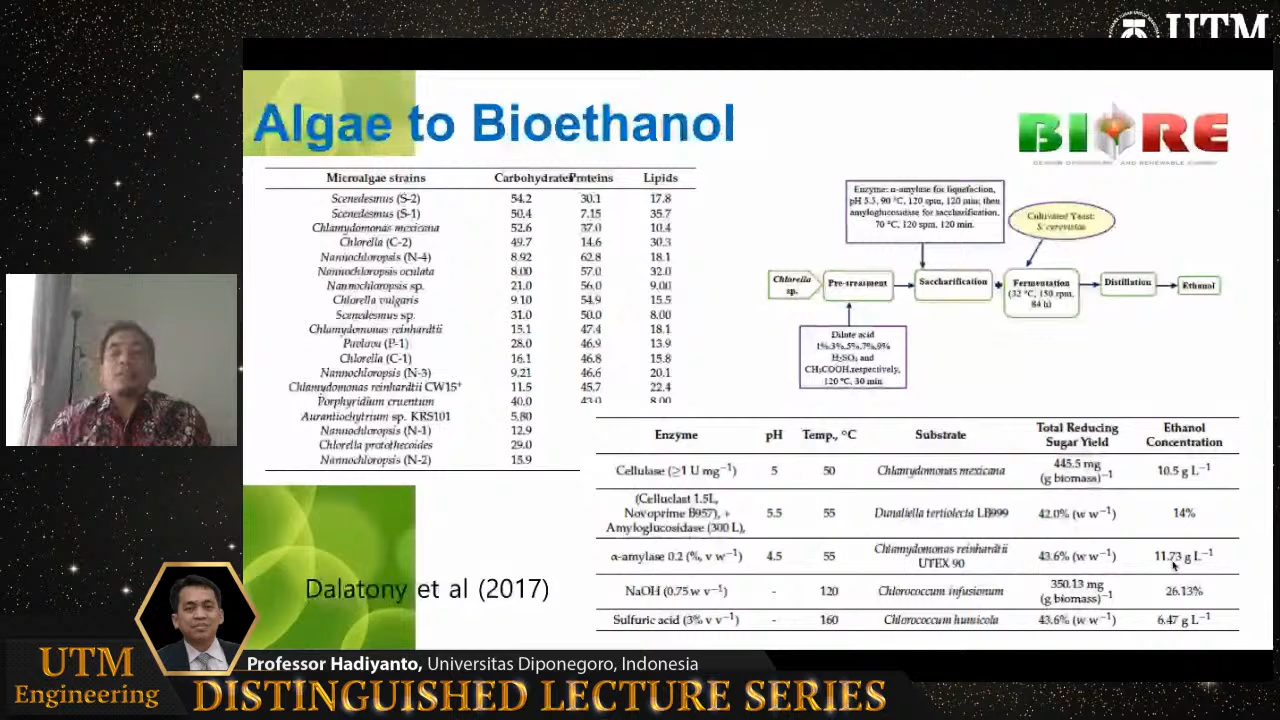 UTM
Algae to Bioethanol
BIORE
Microalgae strains Carbohydrates Proteins Lipids
Scenedesmus (S-2) 54.2 30.1 17.8
Scenedesmus (S-1) 50.4 7.15 35.7
Chlamydomonas mexicana 52.6 37.0 10.4
Chlorella (C-2) 49.7 14.6 30.3
Nannochloropsis (N-4) 8.92 62.8 18.1
Nannochloropsis oculata 8.00 57.0 32.0
Nannochloropsis sp. 21.0 56.0 9.00
Chlorella vulgaris 9.10 54.9 15.5
Scenedesmus sp. 31.0 50.0 8.00
Chlamydomonas reinhardtii 15.1 47.4 18.1
Pavlova (P-1) 28.0 46.9 13.9
Chlorella (C-1) 16.1 46.8 15.8
Nannochloropsis (N-3) 9.21 46.6 20.1
Chlamydomonas reinhardtii CW15+ 11.5 45.7 22.4
Porphyridium cruentum 40.0 43.0 8.00
Aurantiochytrium sp. KRS101 5.80
Nannochloropsis (N-1) 12.9
Chlorella protothecoides 29.0
Nannochloropsis (N-2) 15.9
Enzyme: α-amylase for liquefaction,
pH 5.5, 90 °C, 120 rpm, 120 min; then
amyloglucosidase for saccharification,
70 °C, 120 rpm, 120 min.
Cultivated Yeast:
S. cerevisiae
Chlorella
sp.
Pre-treatment
Saccharification
Fermentation
(32 °C, 150 rpm,
84 h)
Distillation
Ethanol
Dilute acid
1%,3%,5%,7%,9%
H₂SO₄ and
CH₃COOH,respectively,
120 °C, 30 min
Enzyme pH Temp., °C Substrate Total Reducing Sugar Yield Ethanol Concentration
Cellulase (≥1 U mg⁻¹) 5 50 Chlamydomonas mexicana 445.5 mg (g biomass)⁻¹ 10.5 g L⁻¹
(Celluclast 1.5L,
Novoprime B957), +
Amyloglucosidase (300 L), 5.5 55 Dunaliella tertiolecta LB999 42.0% (w w⁻¹) 14%
α-amylase 0.2 (%, v w⁻¹) 4.5 55 Chlamydomonas reinhardtii UTEX 90 43.6% (w w⁻¹) 11.73 g L⁻¹
NaOH (0.75 w v⁻¹) - 120 Chlorococcum infusionum 350.13 mg (g biomass)⁻¹ 26.13%
Sulfuric acid (3% v v⁻¹) - 160 Chlorococcum humicola 43.6% (w w⁻¹) 6.47 g L⁻¹
Dalatony et al (2017)
UTM
Engineering
Professor Hadiyanto, Universitas Diponegoro, Indonesia
DISTINGUISHED LECTURE SERIES